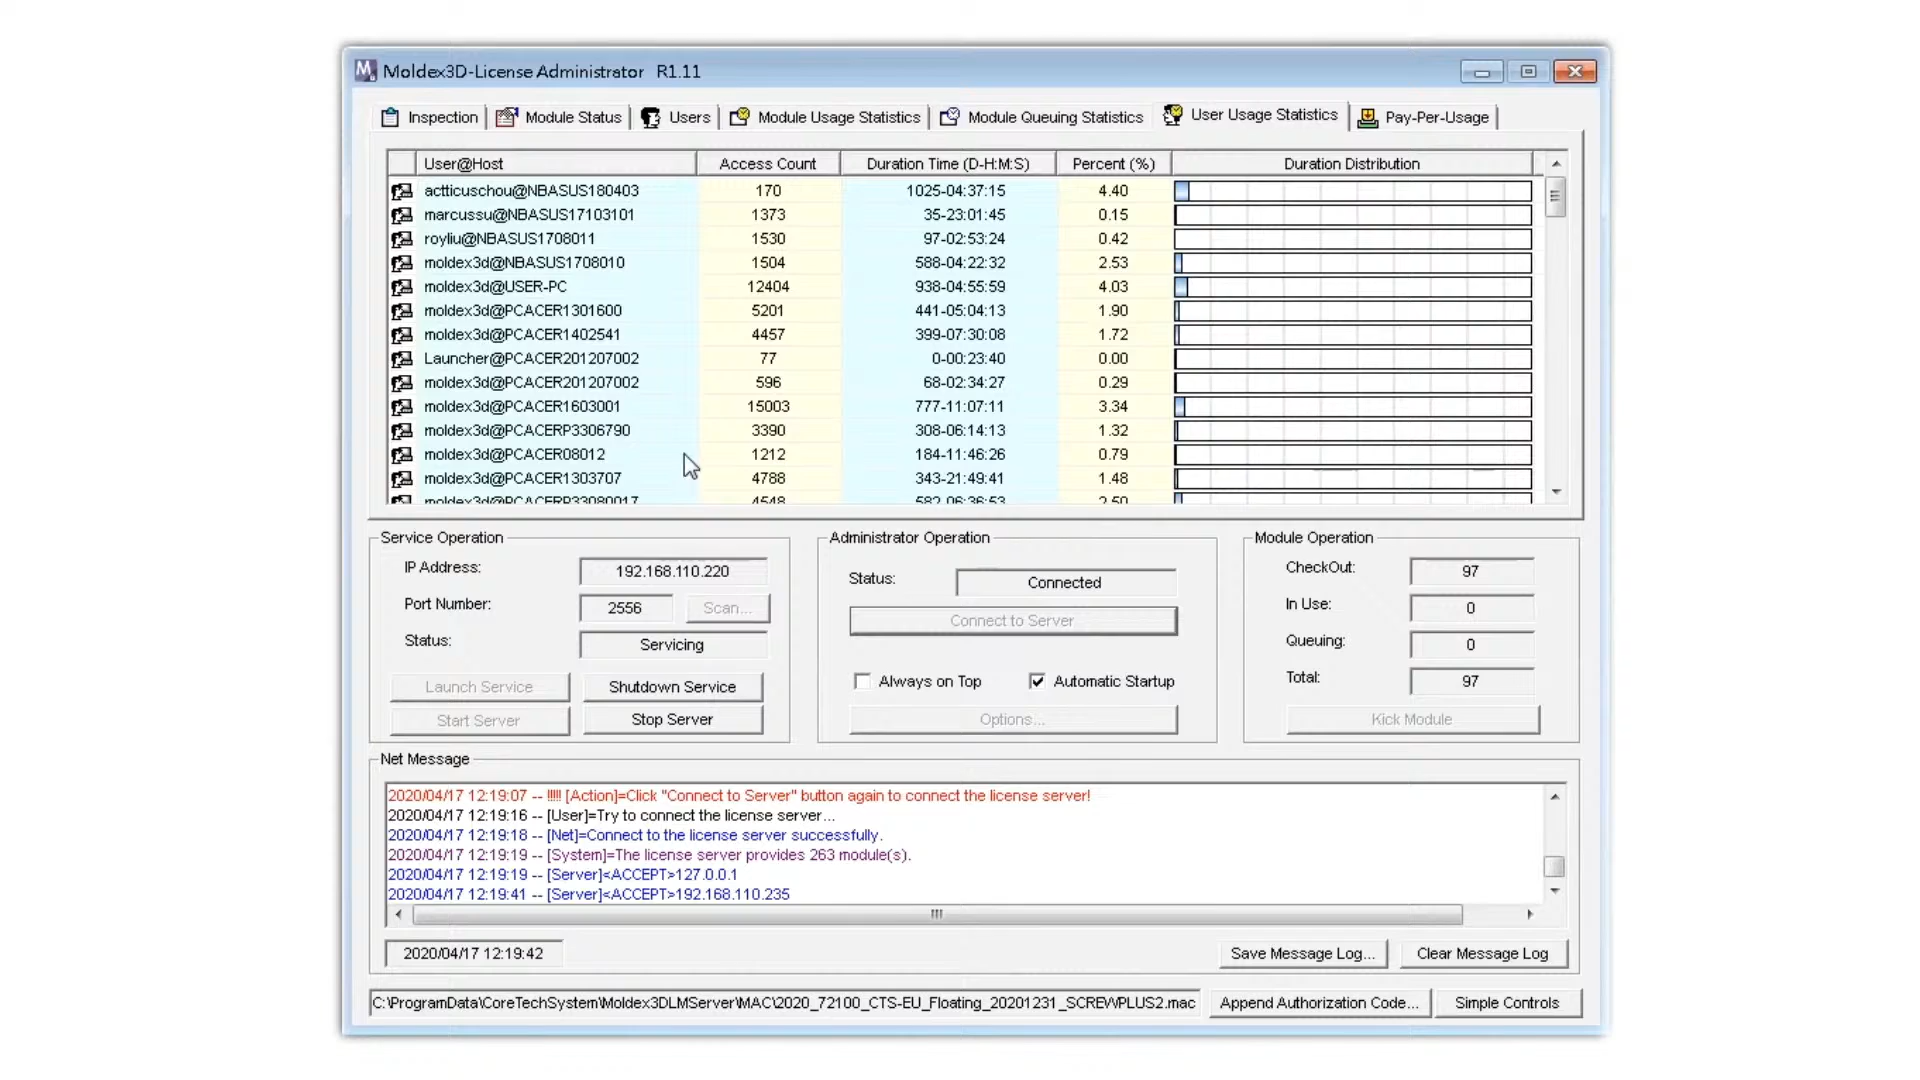 Moldex3D-License Administrator R1.11
Inspection Module Status Users Module Usage Statistics Module Queuing Statistics User Usage Statistics Pay-Per-Usage
User@Host Access Count Duration Time (D-H:M:S) Percent (%) Duration Distribution
actticuschou@NBASUS180403 170 1025-04:37:15 4.40
marcussu@NBASUS17103101 1373 35-23:01:45 0.15
royliu@NBASUS1708011 1530 97-02:53:24 0.42
moldex3d@NBASUS1708010 1504 588-04:22:32 2.53
moldex3d@USER-PC 12404 938-04:55:59 4.03
moldex3d@PCACER1301600 5201 441-05:04:13 1.90
moldex3d@PCACER1402541 4457 399-07:30:08 1.72
Launcher@PCACER201207002 77 0-00:23:40 0.00
moldex3d@PCACER201207002 596 68-02:34:27 0.29
moldex3d@PCACER1603001 15003 777-11:07:11 3.34
moldex3d@PCACERP3306790 3390 308-06:14:13 1.32
moldex3d@PCACER08012 1212 184-11:46:26 0.79
moldex3d@PCACER1303707 4788 343-21:49:41 1.48
moldex3d@PCACERP33080017 4548 582-06:36:53 2.50
Service Operation
IP Address: 192.168.110.220
Port Number: 2556 Scan...
Status: Servicing
Launch Service Shutdown Service
Start Server Stop Server
Administrator Operation
Status: Connected
Connect to Server
Always on Top Automatic Startup
Options...
Module Operation
CheckOut: 97
In Use: 0
Queuing: 0
Total: 97
Kick Module
Net Message
2020/04/17 12:19:07 -- !!!!! [Action]=Click "Connect to Server" button again to connect the license server!
2020/04/17 12:19:16 -- [User]=Try to connect the license server...
2020/04/17 12:19:18 -- [Net]=Connect to the license server successfully.
2020/04/17 12:19:19 -- [System]=The license server provides 263 module(s).
2020/04/17 12:19:19 -- [Server]<ACCEPT>127.0.0.1
2020/04/17 12:19:41 -- [Server]<ACCEPT>192.168.110.235
2020/04/17 12:19:42 Save Message Log... Clear Message Log
C:\ProgramData\CoreTechSystem\Moldex3DLMServer\MAC\2020_72100_CTS-EU_Floating_20201231_SCREWPLUS2.mac Append Authorization Code... Simple Controls